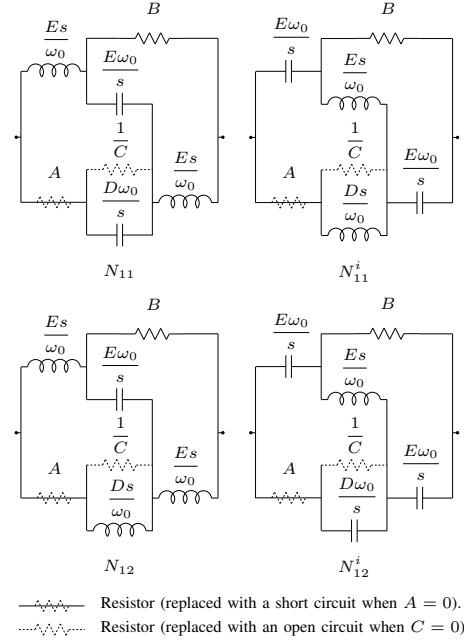 B
B
Es
ω₀
Eω₀
s
Eω₀
s
Es
ω₀
1
C
1
C
A
Dω₀
s
Es
ω₀
A
Ds
ω₀
Eω₀
s
N₁₁
Nⁱ₁₁
B
B
Es
ω₀
Eω₀
s
Eω₀
s
Es
ω₀
1
C
1
C
A
Ds
ω₀
Es
ω₀
A
Dω₀
s
Eω₀
s
N₁₂
Nⁱ₁₂
Resistor (replaced with a short circuit when A = 0).
Resistor (replaced with an open circuit when C = 0)